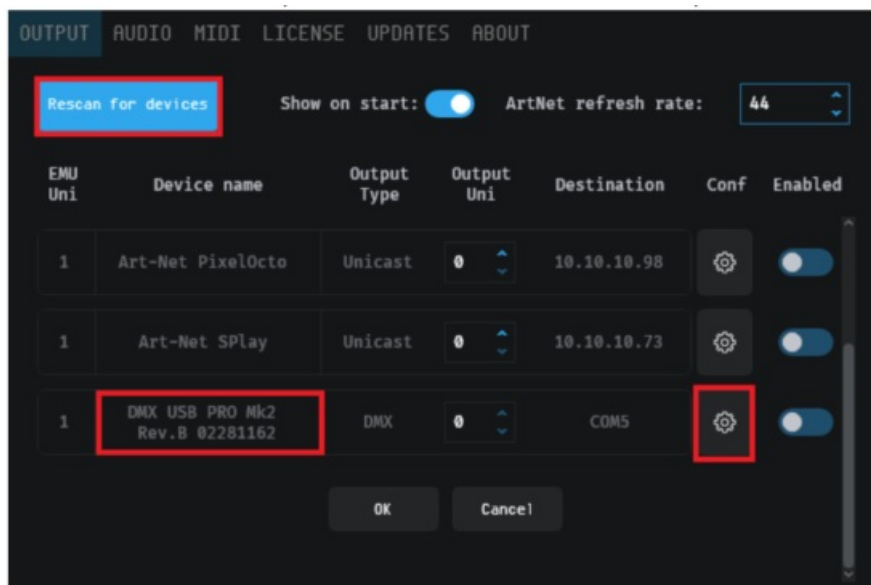 OUTPUT AUDIO MIDI LICENSE UPDATES ABOUT
Rescan for devices Show on start: ArtNet refresh rate: 44
EMU Uni Device name Output Type Output Uni Destination Conf Enabled
1 Art-Net PixelOcto Unicast 0 10.10.10.98
1 Art-Net SPlay Unicast 0 10.10.10.73
1 DMX USB PRO Mk2 Rev.B 02281162 DMX 0 COM5
OK Cancel